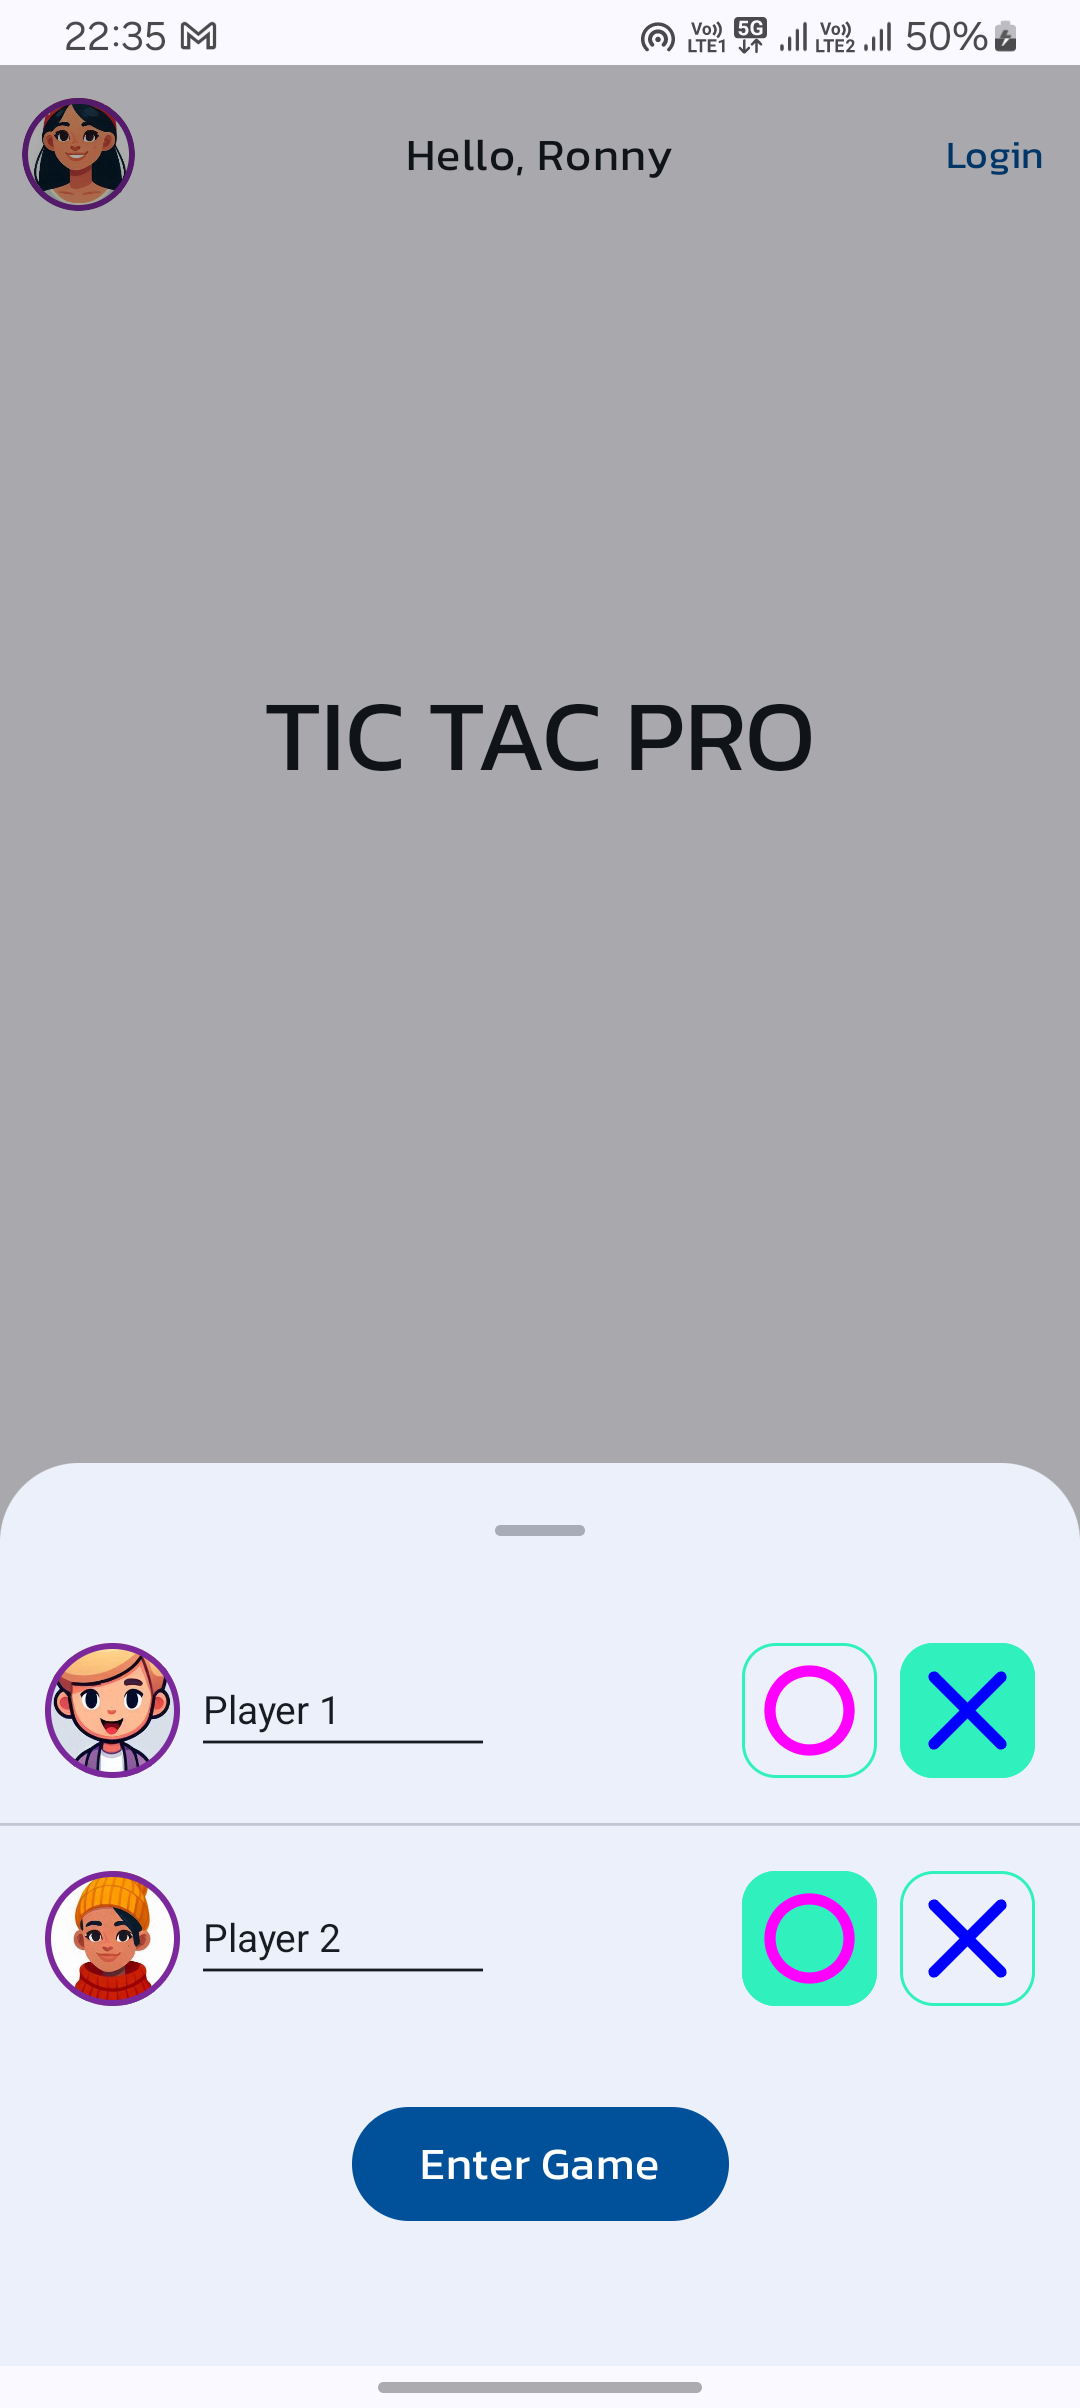 22:35 Vo)) LTE1 5G Vo)) LTE2 50%
Hello, Ronny
Login
TIC TAC PRO
Player 1
Player 2
Enter Game